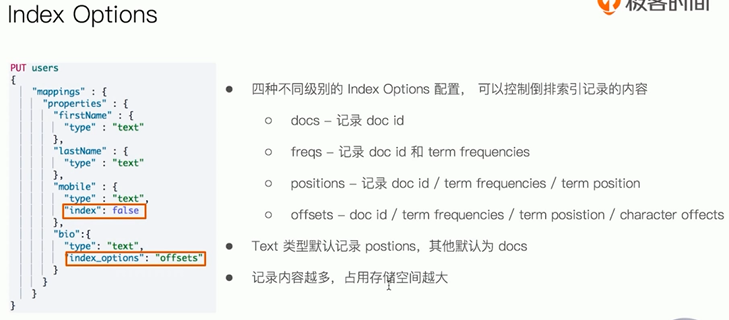 Index Options
极客时间
PUT users
{
"mappings" : {
"properties" : {
"firstName" : {
"type" : "text"
},
"lastName" : {
"type" : "text"
},
"mobile" : {
"type" : "text",
"index": false
},
"bio":{
"type": "text",
"index_options": "offsets"
}
}
}
}
● 四种不同级别的 Index Options 配置，可以控制倒排索引记录的内容
○ docs – 记录 doc id
○ freqs – 记录 doc id 和 term frequencies
○ positions – 记录 doc id / term frequencies / term position
○ offsets – doc id / term frequencies / term posistion / character offects
● Text 类型默认记录 postions，其他默认为 docs
● 记录内容越多，占用存储空间越大